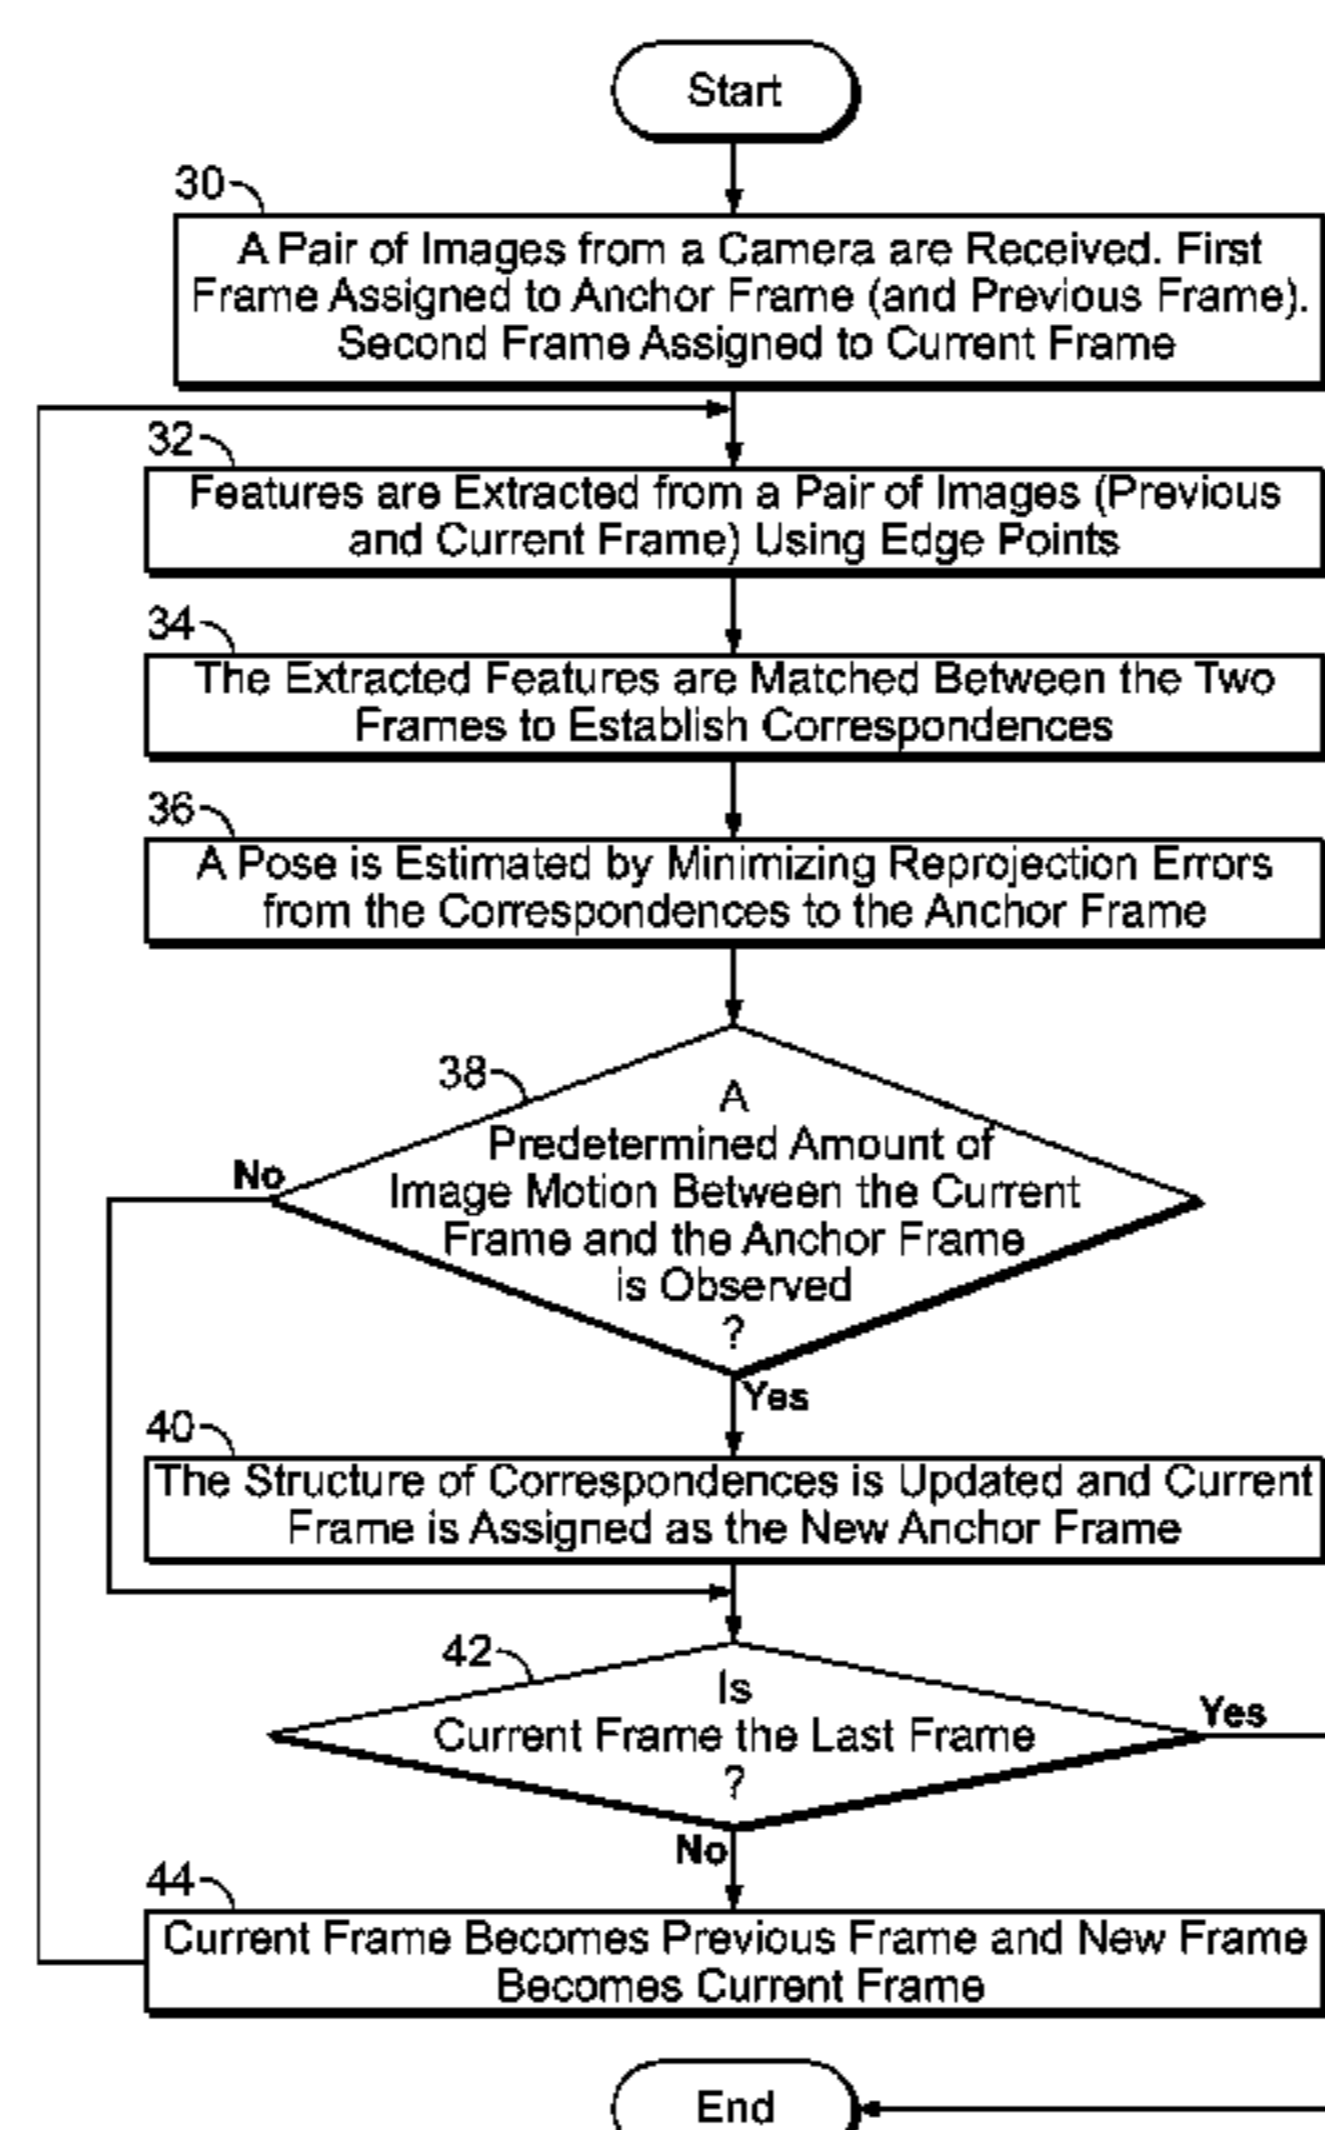 Start
30
A Pair of Images from a Camera are Received. First
Frame Assigned to Anchor Frame (and Previous Frame).
Second Frame Assigned to Current Frame
32
Features are Extracted from a Pair of Images (Previous
and Current Frame) Using Edge Points
34
The Extracted Features are Matched Between the Two
Frames to Establish Correspondences
36
A Pose is Estimated by Minimizing Reprojection Errors
from the Correspondences to the Anchor Frame
38
A
Predetermined Amount of
Image Motion Between the Current
Frame and the Anchor Frame
is Observed
?
No
Yes
40
The Structure of Correspondences is Updated and Current
Frame is Assigned as the New Anchor Frame
42
Is
Current Frame the Last Frame
?
Yes
No
44
Current Frame Becomes Previous Frame and New Frame
Becomes Current Frame
End